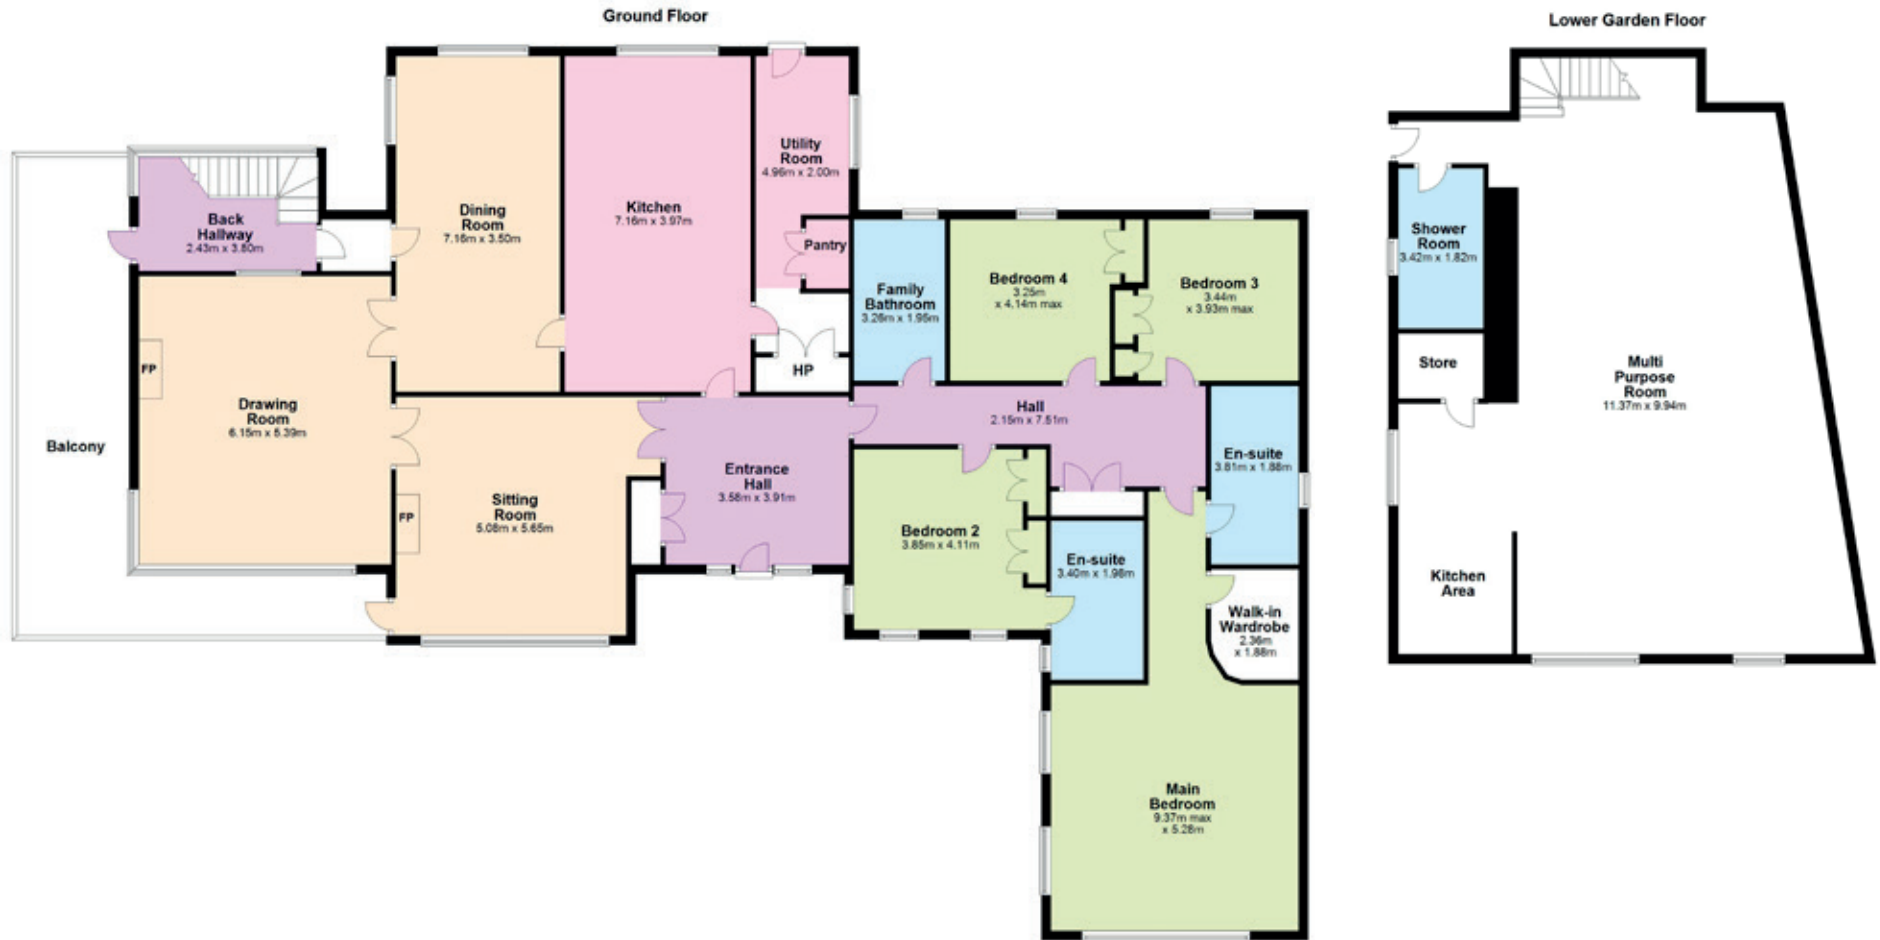 Ground Floor
Lower Garden Floor
Utility
Room
4.96m x 2.00m
Dining
Room
7.16m x 3.50m
Kitchen
7.16m x 3.97m
Back
Hallway
2.43m x 3.80m
Pantry
Family
Bathroom
3.26m x 1.95m
Bedroom 4
3.25m
x 4.14m max
Bedroom 3
3.44m
x 3.93m max
FP
HP
Drawing
Room
6.15m x 5.39m
Balcony
Hall
2.15m x 7.51m
Entrance
Hall
3.58m x 3.91m
En-suite
3.81m x 1.88m
Sitting
Room
5.08m x 5.65m
FP
Bedroom 2
3.85m x 4.11m
En-suite
3.40m x 1.98m
Walk-in
Wardrobe
2.36m
x 1.88m
Main
Bedroom
9.37m max
x 5.28m
Shower
Room
3.42m x 1.82m
Store
Multi
Purpose
Room
11.37m x 9.94m
Kitchen
Area